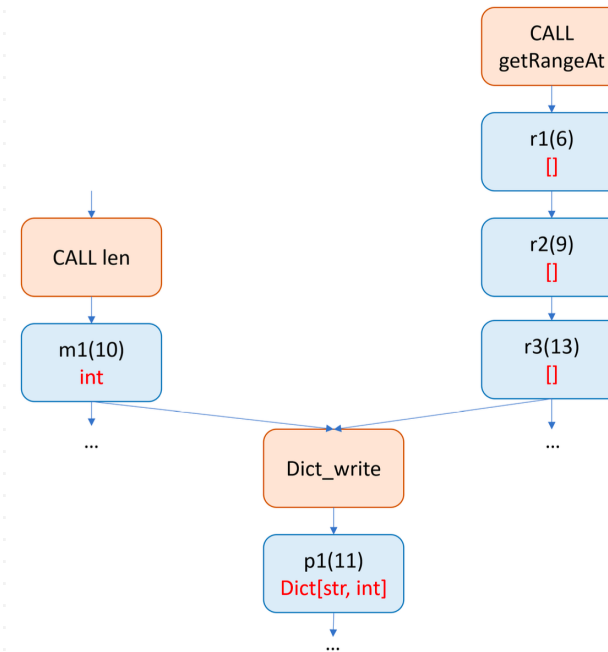 CALL
getRangeAt
r1(6)
[]
r2(9)
[]
CALL len
m1(10)
int
r3(13)
[]
...
...
Dict_write
p1(11)
Dict[str, int]
...